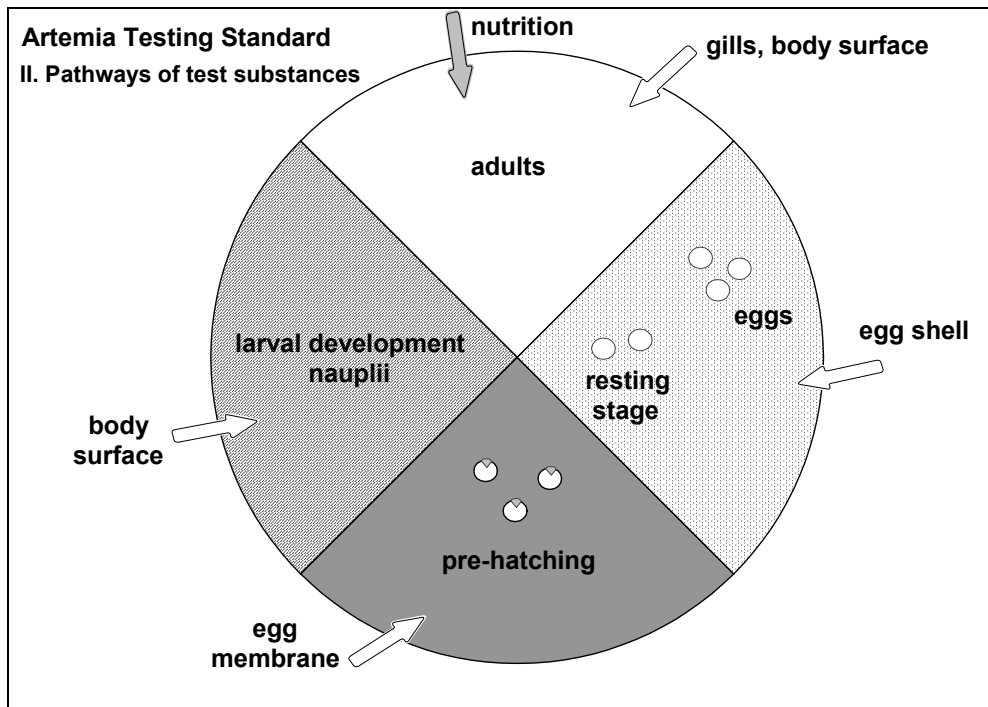 Artemia Testing Standard
II. Pathways of test substances
nutrition
gills, body surface
adults
eggs
resting
stage
egg shell
larval development
nauplii
body
surface
pre-hatching
egg
membrane